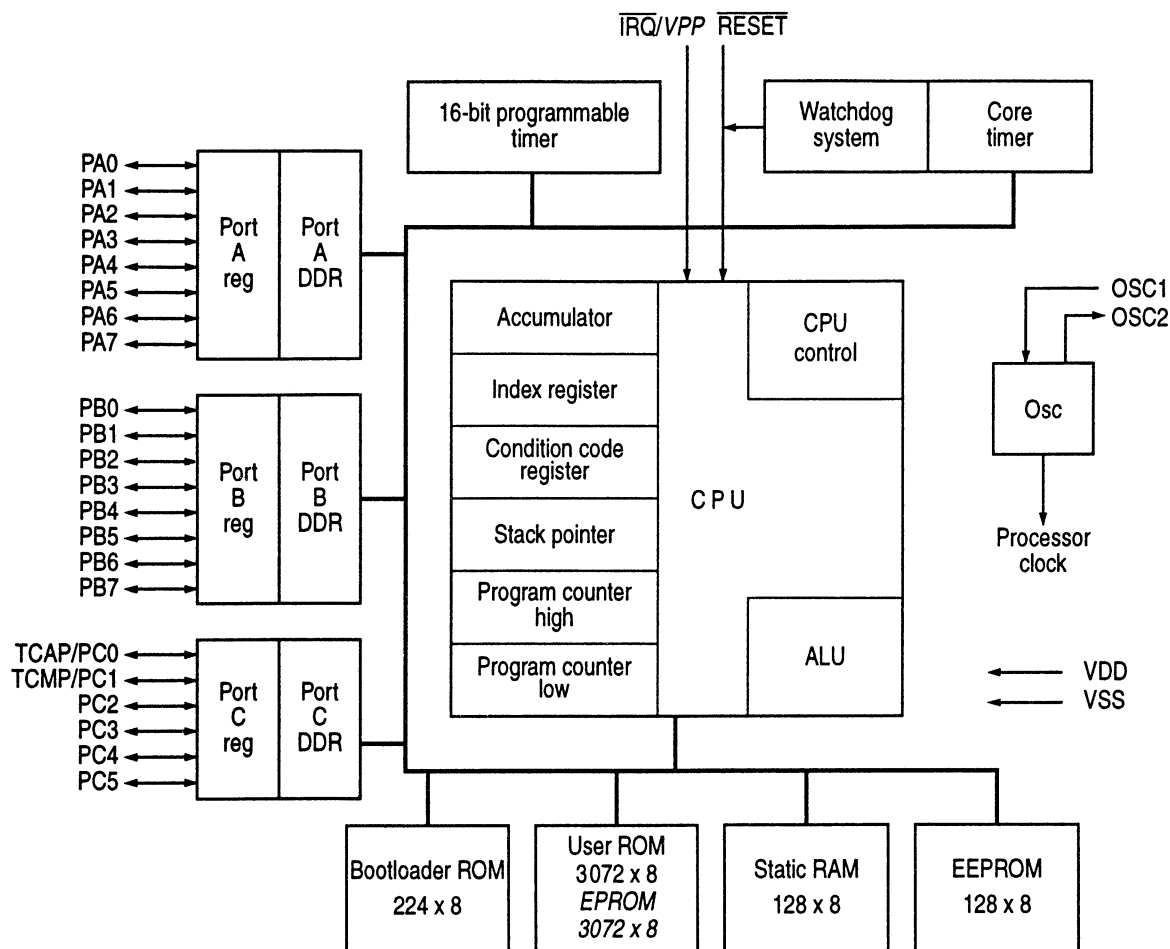 IRQ/VPP RESET
16-bit programmable
timer
Watchdog
system
Core
timer
PA0
PA1
PA2
PA3
PA4
PA5
PA6
PA7
Port
A
reg
Port
A
DDR
PB0
PB1
PB2
PB3
PB4
PB5
PB6
PB7
Port
B
reg
Port
B
DDR
TCAP/PC0
TCMP/PC1
PC2
PC3
PC4
PC5
Port
C
reg
Port
C
DDR
Accumulator
Index register
Condition code
register
Stack pointer
Program counter
high
Program counter
low
CPU
control
C P U
ALU
OSC1
OSC2
Osc
Processor
clock
VDD
VSS
Bootloader ROM
224 x 8
User ROM
3072 x 8
EPROM
3072 x 8
Static RAM
128 x 8
EEPROM
128 x 8